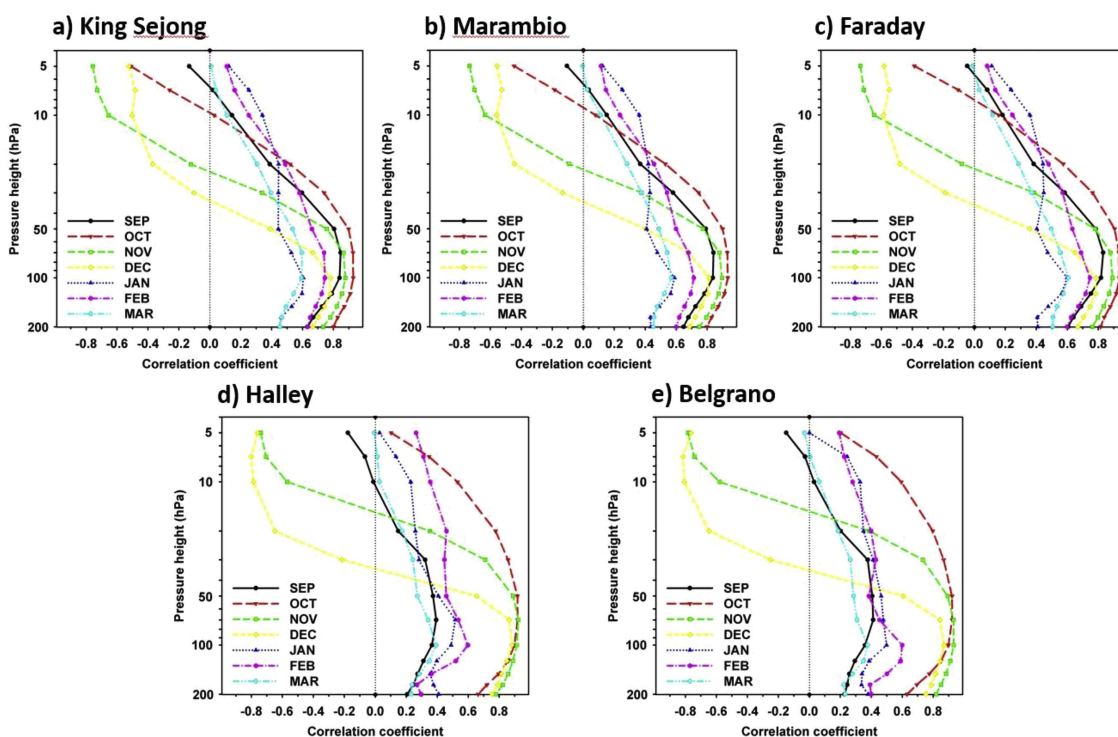 a) King Sejong
b) Marambio
c) Faraday
5
10
50
100
200
Pressure height (hPa)
SEP
OCT
NOV
DEC
JAN
FEB
MAR
-0.8 -0.6 -0.4 -0.2 0.0 0.2 0.4 0.6 0.8
Correlation coefficient
5
10
50
100
200
Pressure height (hPa)
SEP
OCT
NOV
DEC
JAN
FEB
MAR
-0.8 -0.6 -0.4 -0.2 0.0 0.2 0.4 0.6 0.8
Correlation coefficient
5
10
50
100
200
Pressure height (hPa)
SEP
OCT
NOV
DEC
JAN
FEB
MAR
-0.8 -0.6 -0.4 -0.2 0.0 0.2 0.4 0.6 0.8
Correlation coefficient
d) Halley
e) Belgrano
5
10
50
100
200
Pressure height (hPa)
SEP
OCT
NOV
DEC
JAN
FEB
MAR
-0.8 -0.6 -0.4 -0.2 0.0 0.2 0.4 0.6 0.8
Correlation coefficient
5
10
50
100
200
Pressure height (hPa)
SEP
OCT
NOV
DEC
JAN
FEB
MAR
-0.8 -0.6 -0.4 -0.2 0.0 0.2 0.4 0.6 0.8
Correlation coefficient